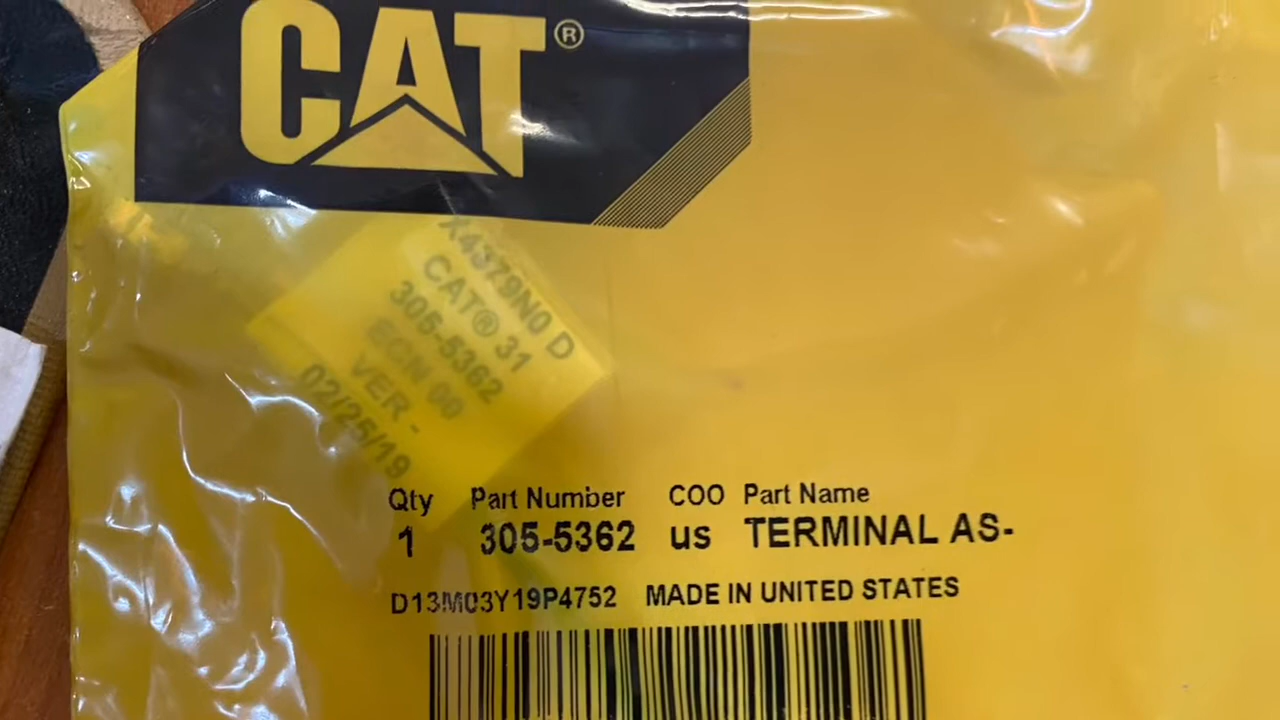 CAT®
X4379N0 D
CAT® 31
305-5362
ECN 00
VER -
02/25/19
Qty Part Number COO Part Name
1 305-5362 us TERMINAL AS-
D13M03Y19P4752 MADE IN UNITED STATES